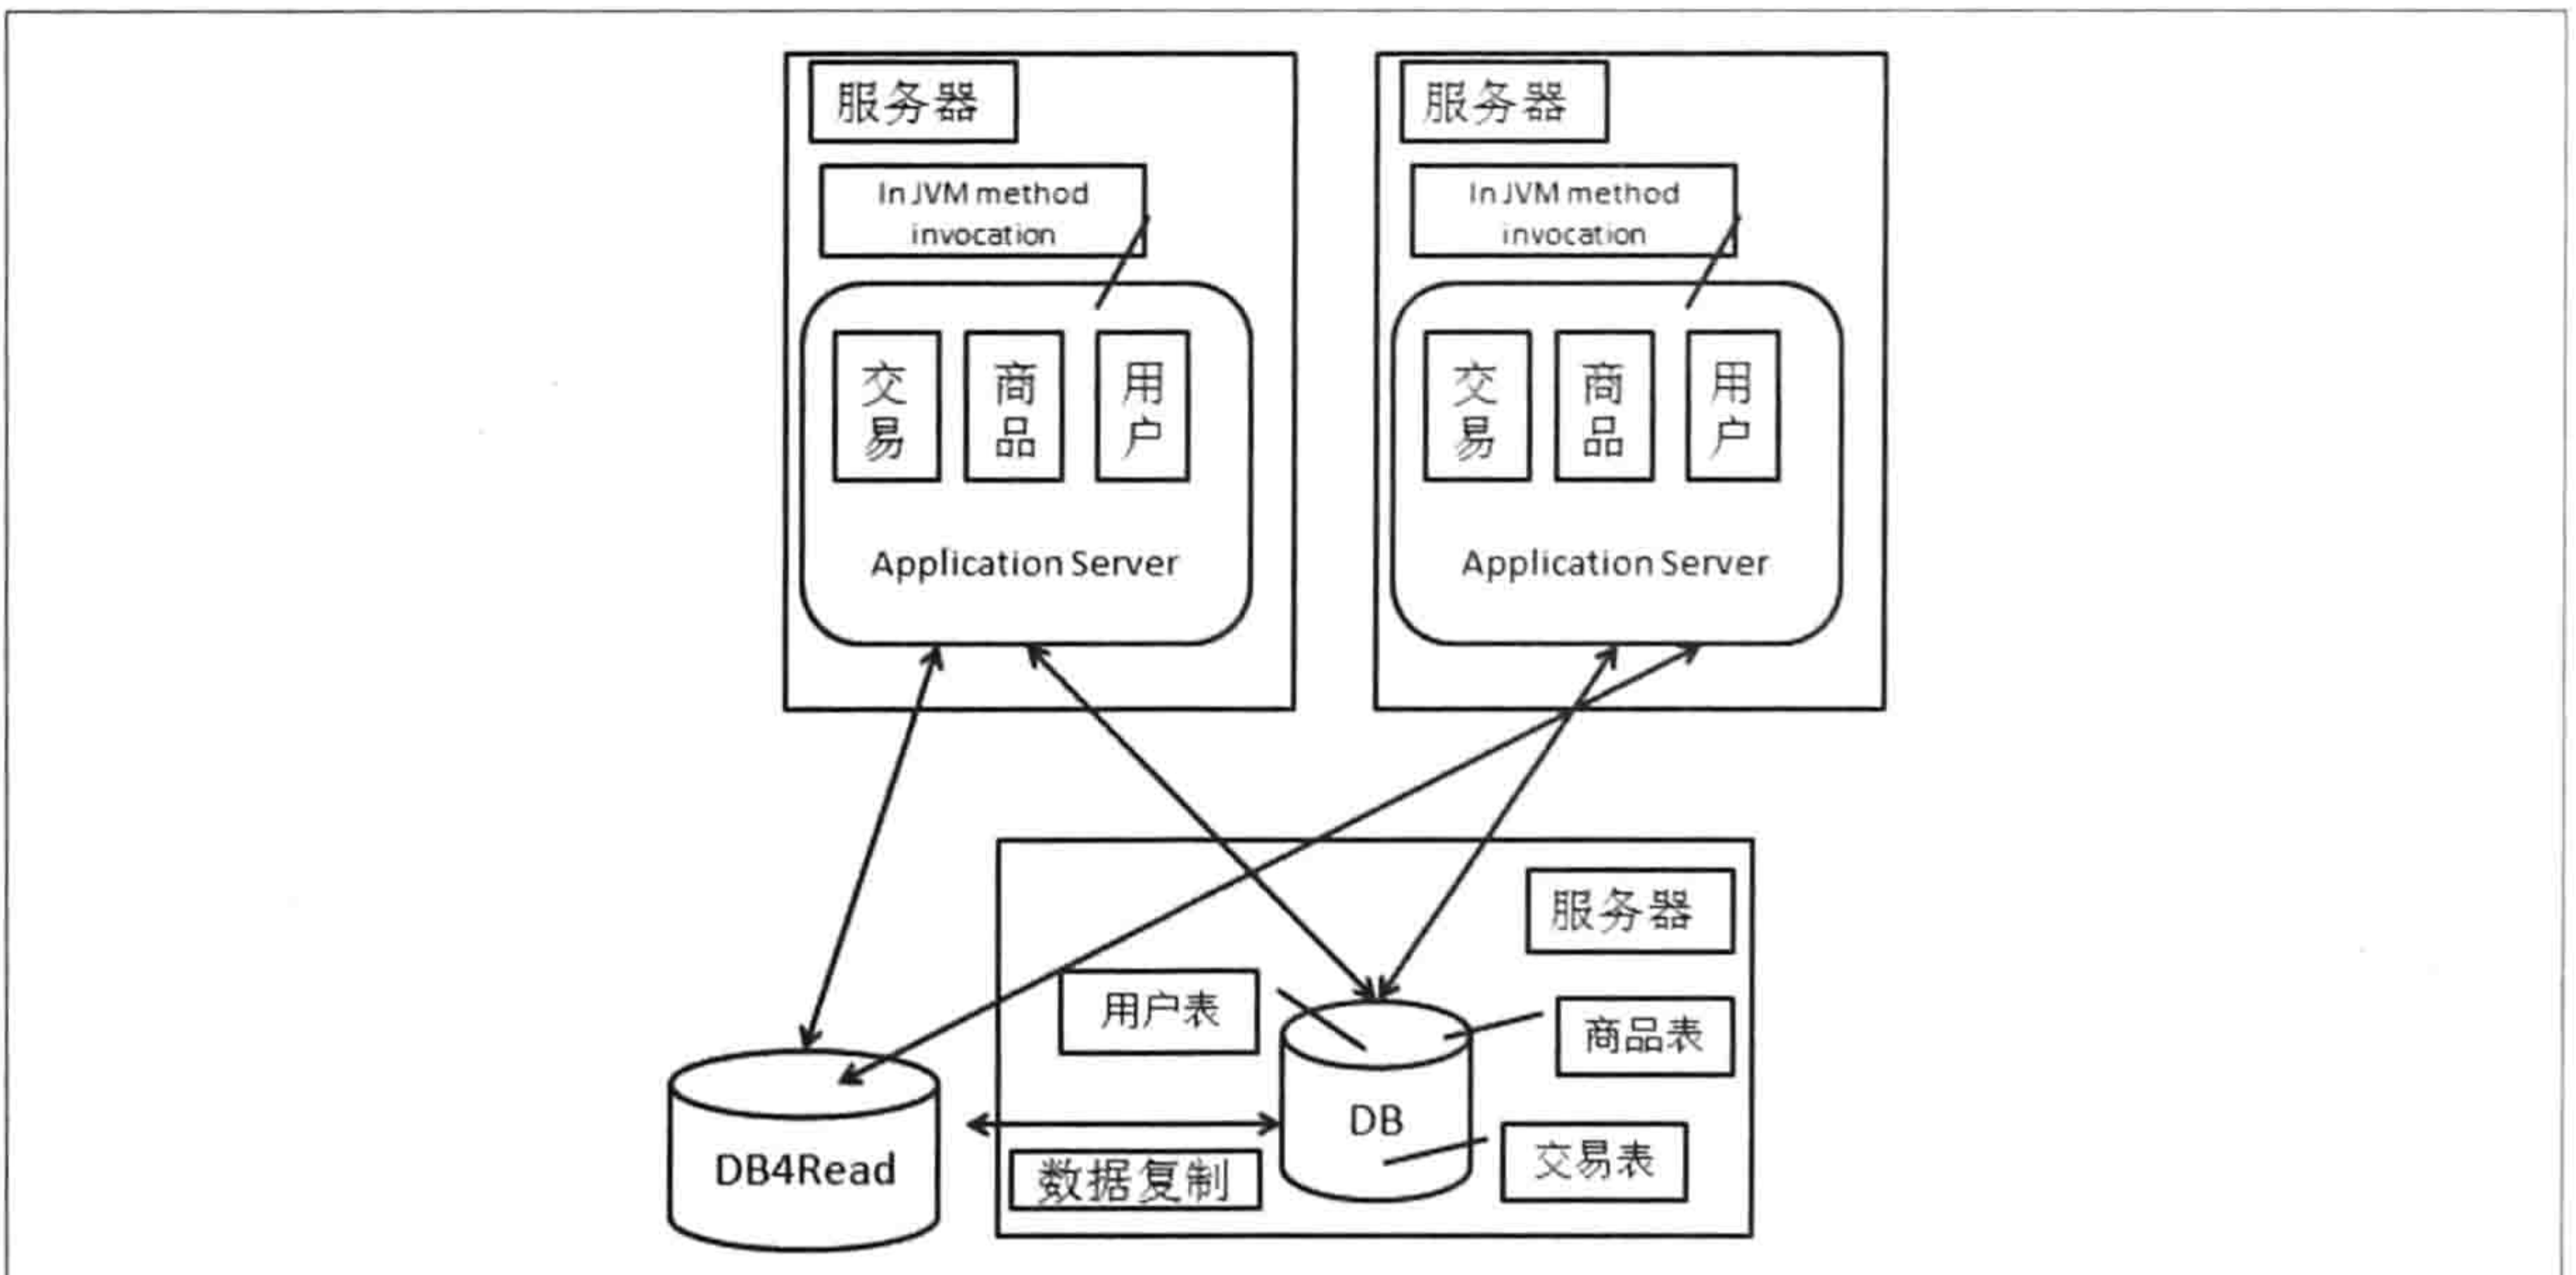 服务器
In JVM method
invocation
交
易
商
品
用
户
Application Server
服务器
In JVM method
invocation
交
易
商
品
用
户
Application Server
服务器
用户表
商品表
DB
交易表
数据复制
DB4Read